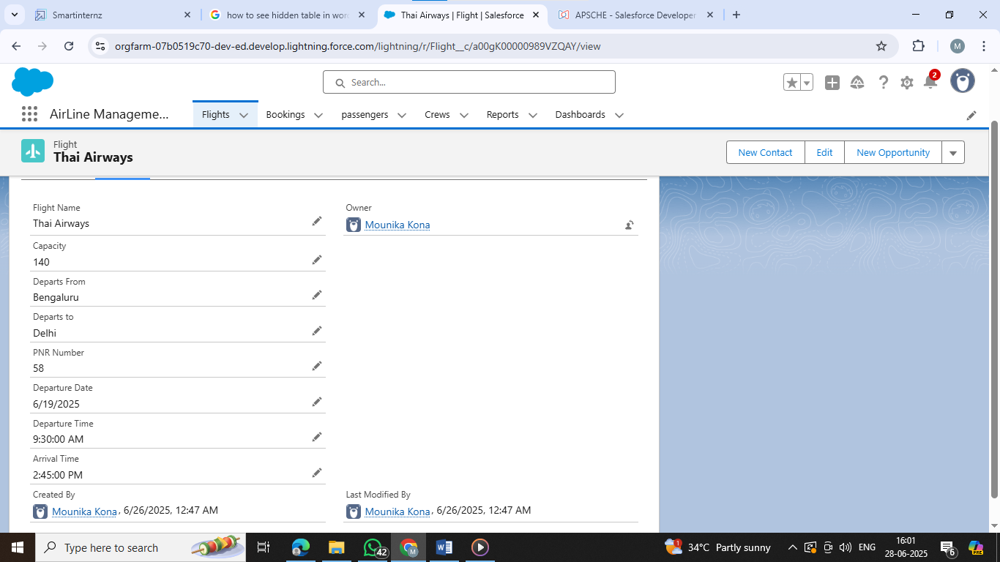 Smartinternz
how to see hidden table in wor
Thai Airways | Flight | Salesforce
APSCHE - Salesforce Developer
orgfarm-07b0519c70-dev-ed.develop.lightning.force.com/lightning/r/Flight__c/a00gK00000989VZQAY/view
M
Search...
2
AirLine Manageme...
Flights
Bookings
passengers
Crews
Reports
Dashboards
Flight
Thai Airways
New Contact
Edit
New Opportunity
Flight Name
Thai Airways
Owner
Mounika Kona
Capacity
140
Departs From
Bengaluru
Departs to
Delhi
PNR Number
58
Departure Date
6/19/2025
Departure Time
9:30:00 AM
Arrival Time
2:45:00 PM
Created By
Mounika Kona, 6/26/2025, 12:47 AM
Last Modified By
Mounika Kona, 6/26/2025, 12:47 AM
Type here to search
42
M
W
1
34°C Partly sunny
ENG
16:01
28-06-2025
6
PRE